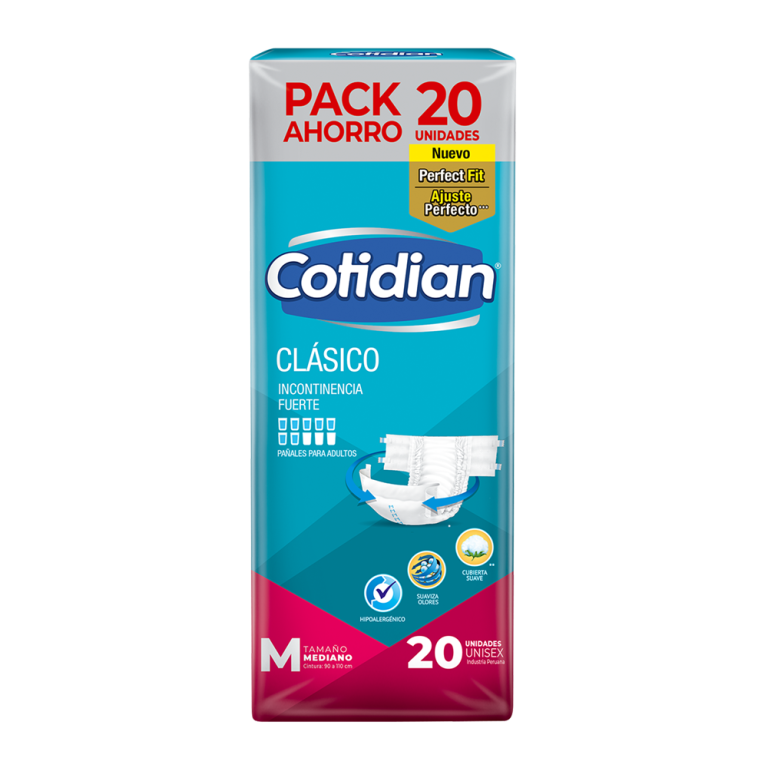 Cotidian
PACK 20
AHORRO UNIDADES
Nuevo
Perfect Fit
Ajuste
Perfecto***
Cotidian®
CLÁSICO
INCONTINENCIA
FUERTE
PAÑALES PARA ADULTOS
*
CUBIERTA
SUAVE
**
SUAVIZA
OLORES
HIPOALERGÉNICO
M TAMAÑO
MEDIANO
Cintura: 90 a 110 cm
20 UNIDADES
UNISEX
Industria Peruana